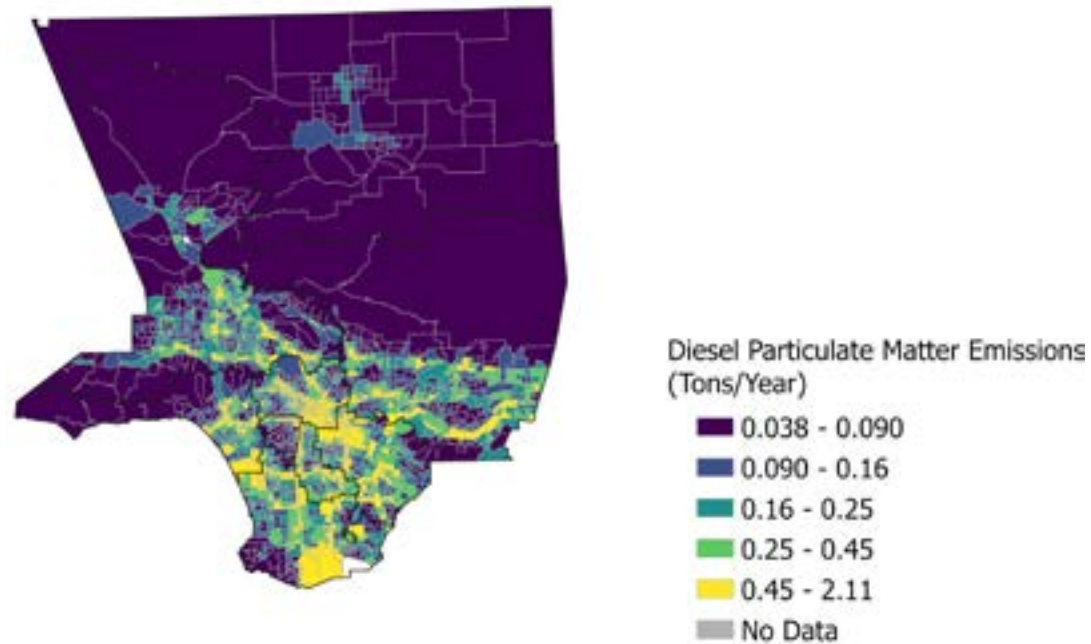 Diesel Particulate Matter Emissions
(Tons/Year)
0.038 - 0.090
0.090 - 0.16
0.16 - 0.25
0.25 - 0.45
0.45 - 2.11
No Data